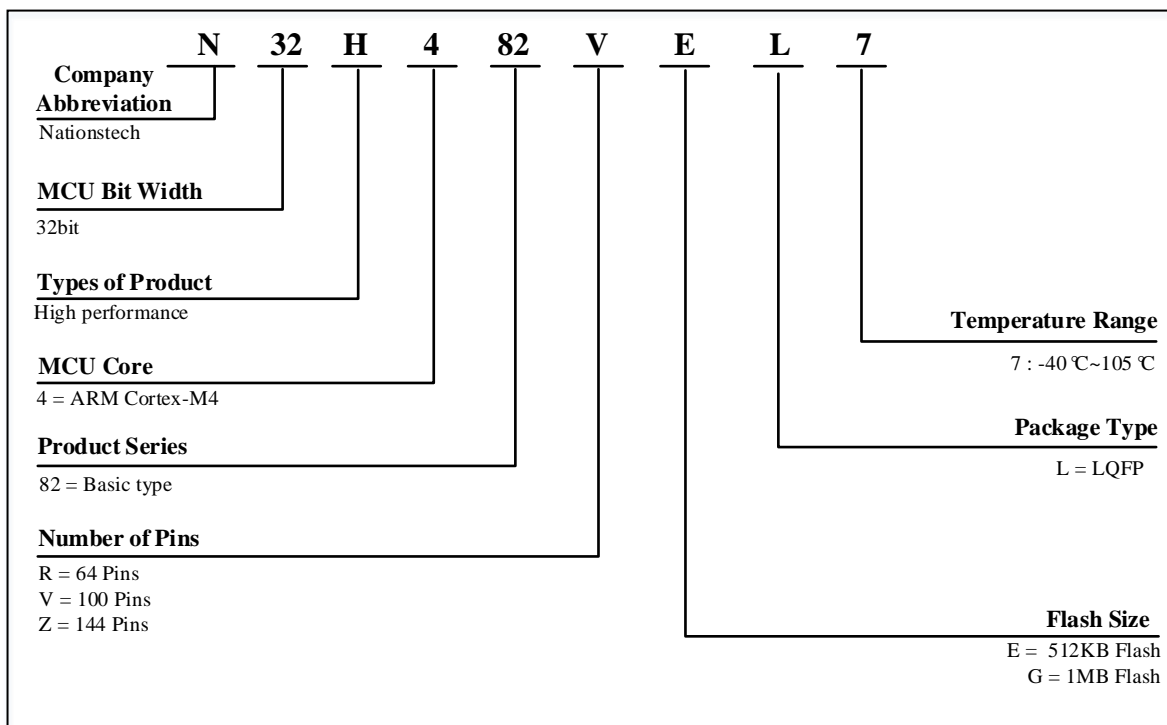 N 32 H 4 82 V E L 7
Company
Abbreviation
Nationstech
MCU Bit Width
32bit
Types of Product
High performance
MCU Core
4 = ARM Cortex-M4
Product Series
82 = Basic type
Number of Pins
R = 64 Pins
V = 100 Pins
Z = 144 Pins
Temperature Range
7 : -40 ℃~105 ℃
Package Type
L = LQFP
Flash Size
E = 512KB Flash
G = 1MB Flash